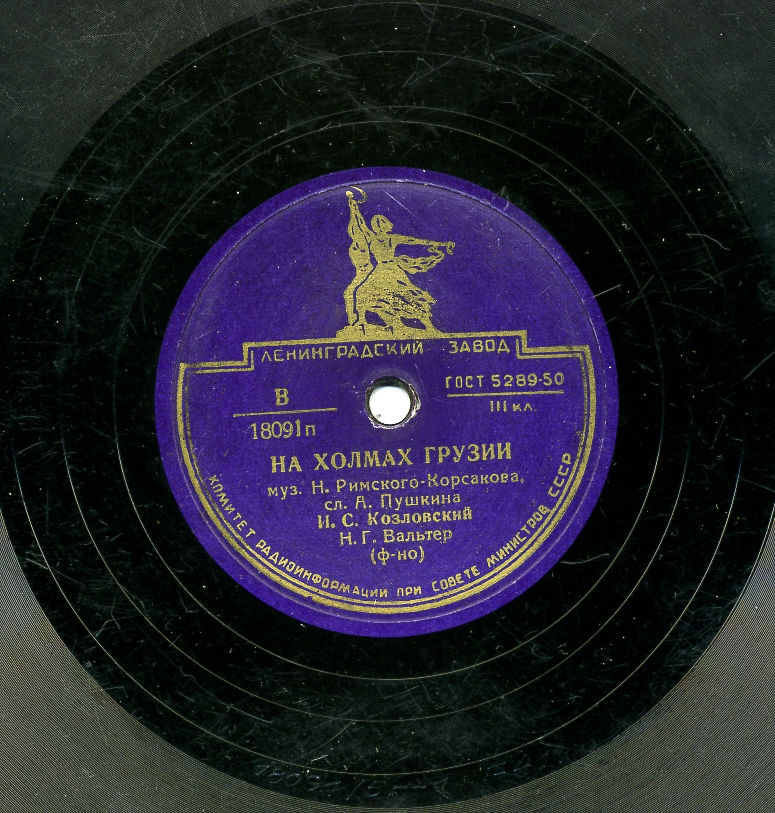 ЛЕНИНГРАДСКИЙ ЗАВОД
В
18091п
ГОСТ 5289-50
III кл.
НА ХОЛМАХ ГРУЗИИ
муз. Н. Римского-Корсакова,
сл. А. Пушкина
И. С. Козловский
Н. Г. Вальтер
(ф-но)
КОМИТЕТ РАДИОИНФОРМАЦИИ ПРИ СОВЕТЕ МИНИСТРОВ СССР